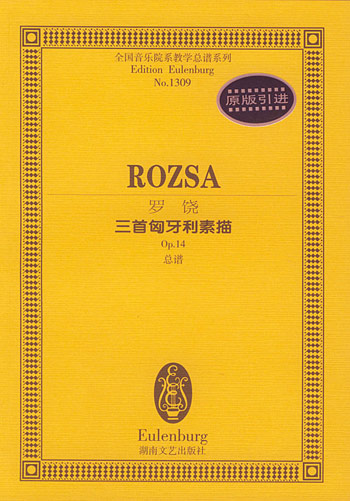 全国音乐院系教学总谱系列
Edition Eulenburg
No.1309
原版引进
ROZSA
罗 饶
三首匈牙利素描
Op.14
总谱
Eulenburg
湖南文艺出版社